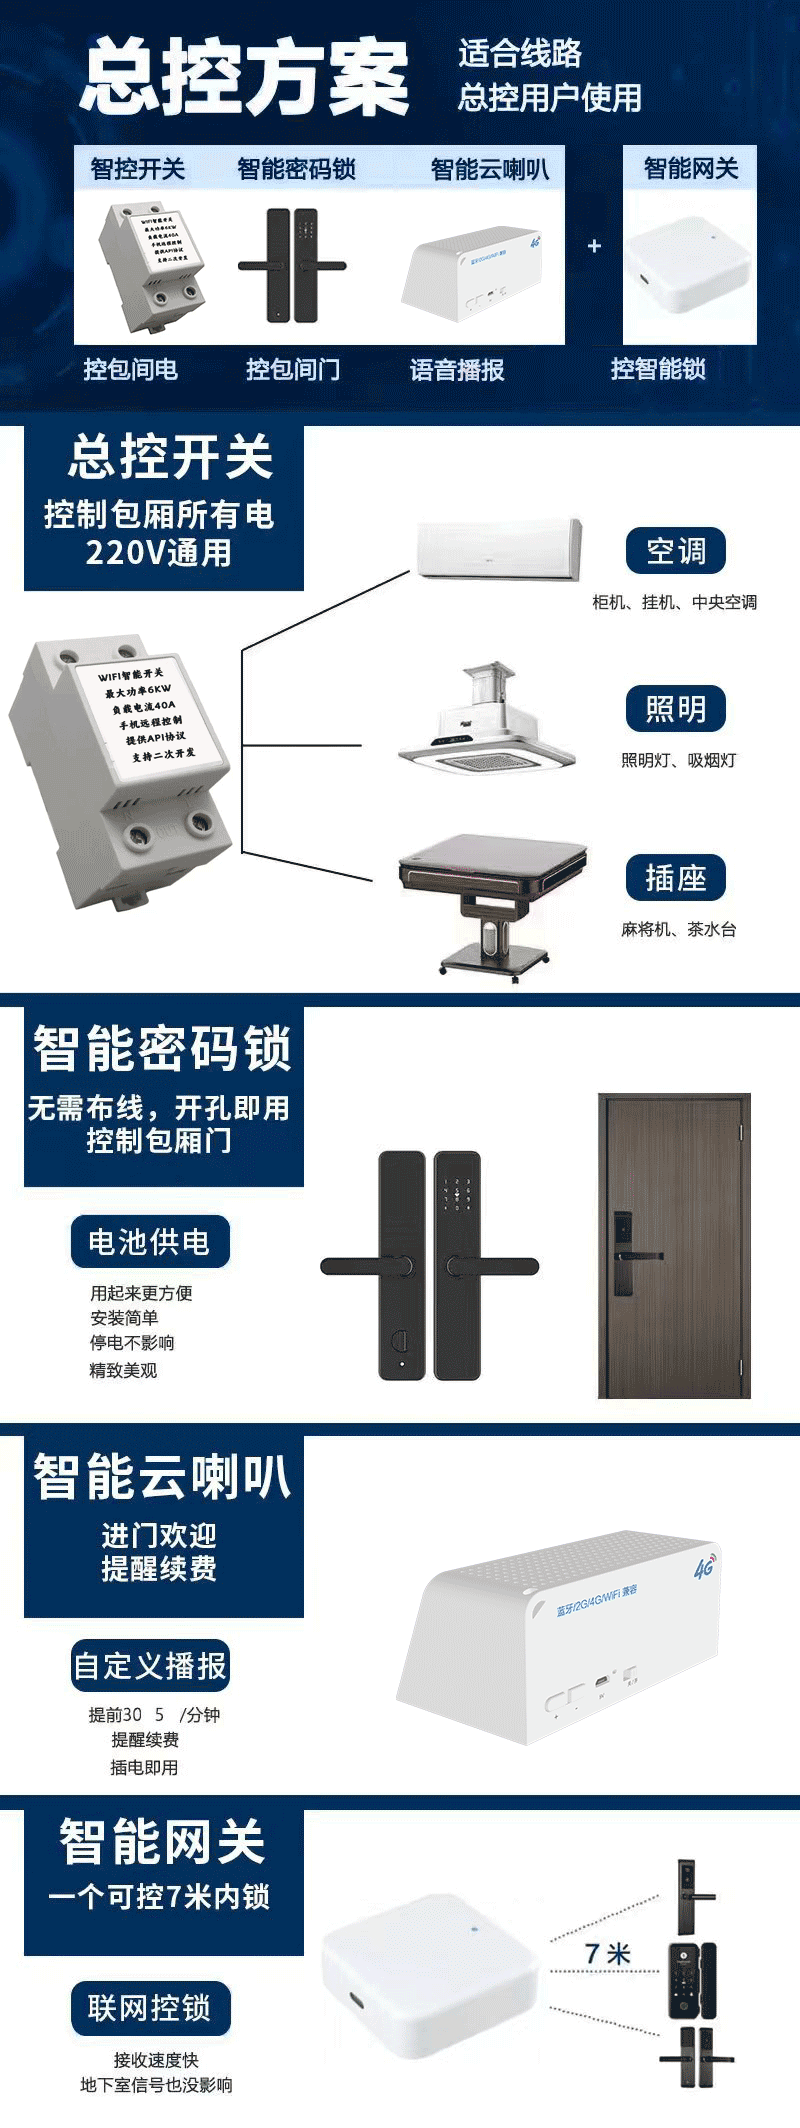 总控方案
适合线路
总控用户使用
智控开关
智能密码锁
智能云喇叭
智能网关
WIFI智能开关
最大功率6KW
负载电流40A
手机远程控制
提供API协议
支持二次开发
蓝牙/2G/4G/WiFi 兼容
4G
+
控包间电
控包间门
语音播报
控智能锁
总控开关
控制包厢所有电
220V通用
空调
柜机、挂机、中央空调
WIFI智能开关
最大功率6KW
负载电流40A
手机远程控制
提供API协议
支持二次开发
照明
照明灯、吸烟灯
插座
麻将机、茶水台
智能密码锁
无需布线，开孔即用
控制包厢门
电池供电
用起来更方便
安装简单
停电不影响
精致美观
智能云喇叭
进门欢迎
提醒续费
4G
蓝牙/2G/4G/WiFi 兼容
自定义播报
提前30 5 /分钟
提醒续费
插电即用
智能网关
一个可控7米内锁
7米
联网控锁
接收速度快
地下室信号也没影响